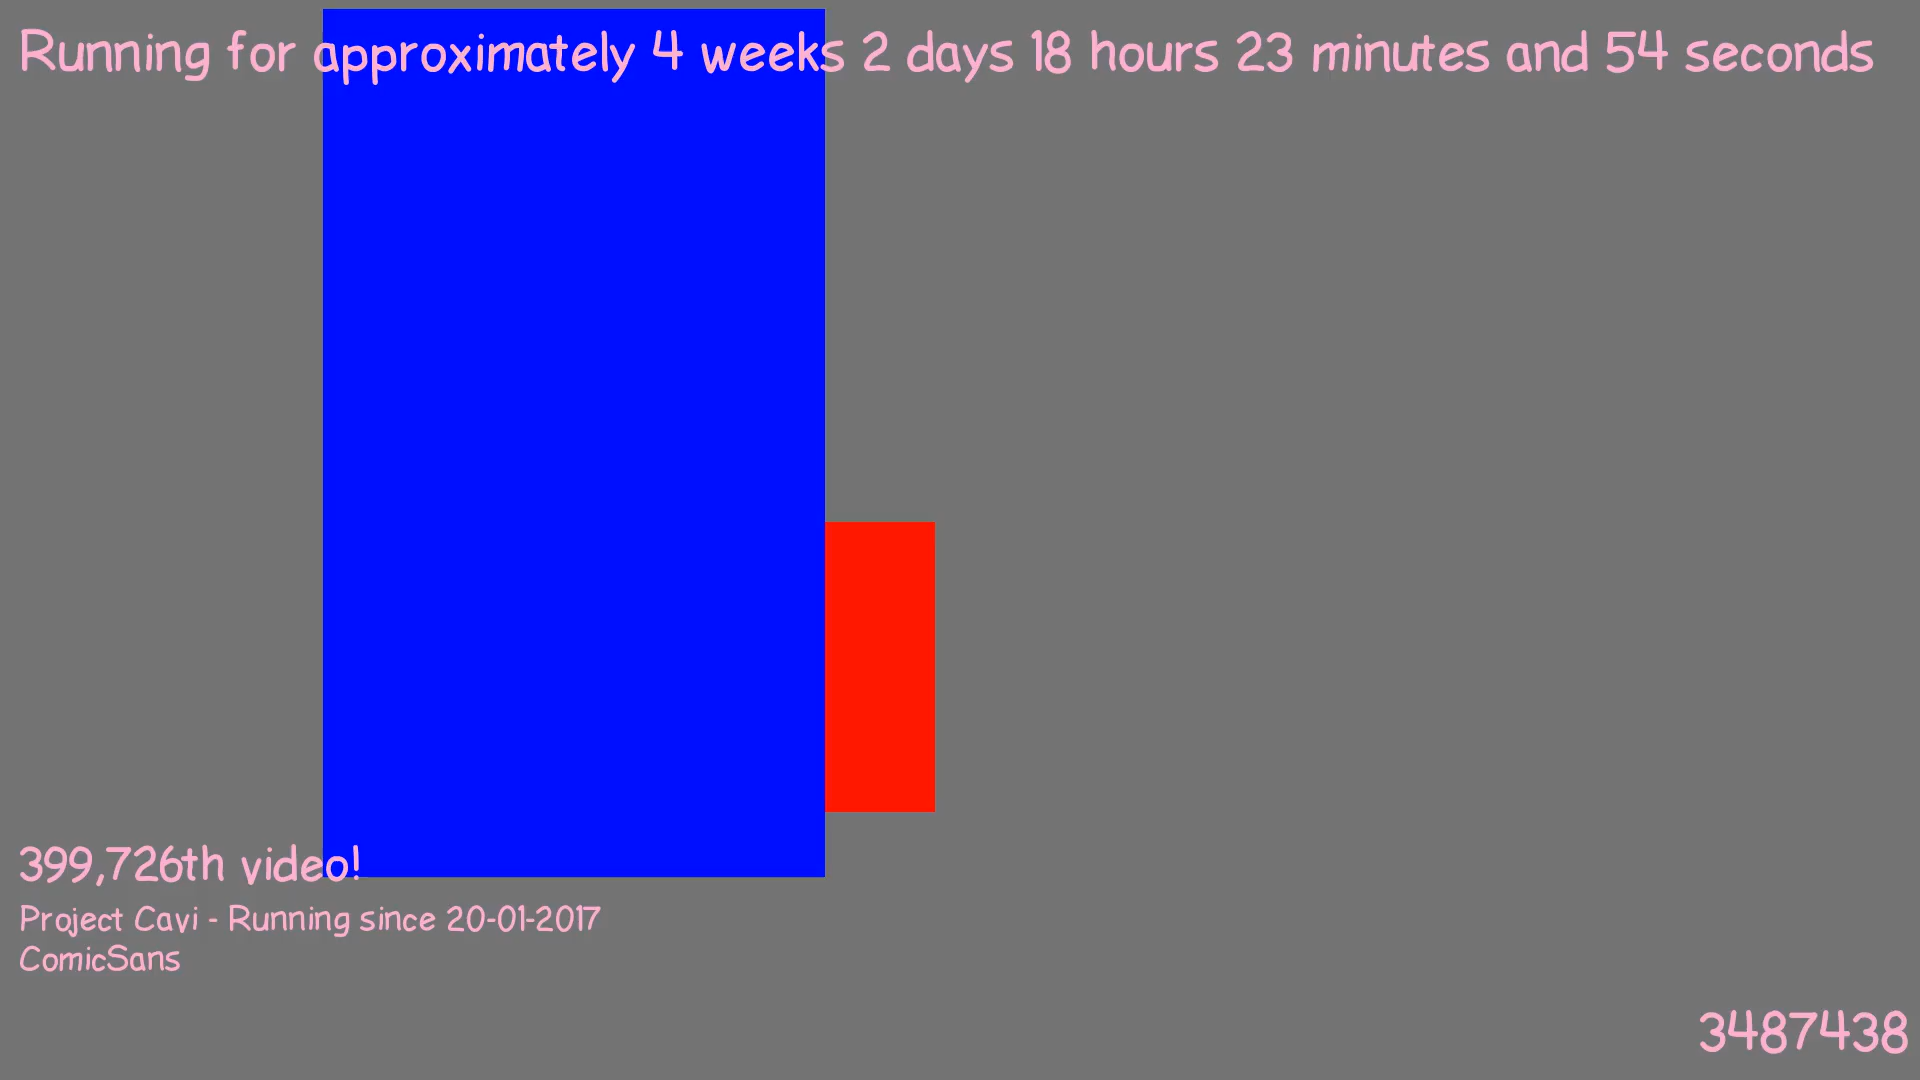 Running for approximately 4 weeks 2 days 18 hours 23 minutes and 54 seconds
399,726th video!
Project Cavi - Running since 20-01-2017
ComicSans
3487438